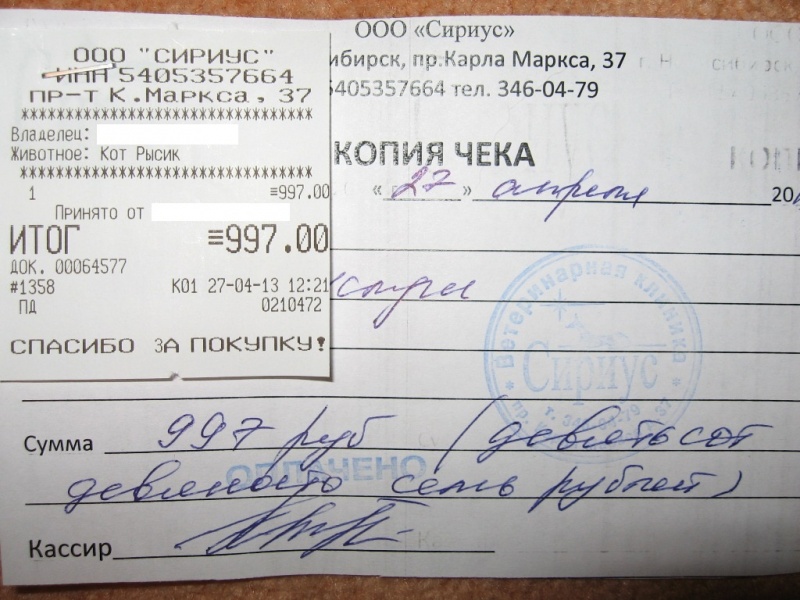 ООО "СИРИУС"
ИНН 5405357664
ПР-Т К.МАРКСА, 37
************************************
Владелец:
Животное: Кот Рысик
************************************
1 ≡997.00
Принято от
ИТОГ ≡997.00
ДОК. 00064577
#1358 К01 27-04-13 12:21
ПД 0210472
СПАСИБО ЗА ПОКУПКУ!
ООО «Сириус»
ибирск, пр.Карла Маркса, 37
5405357664 тел. 346-04-79
КОПИЯ ЧЕКА
«27» апреля 20
Ветеринарная клиника
Сириус
Сумма 997 руб (девятьсот
девяносто семь рублей)
ОПЛАЧЕНО
Кассир